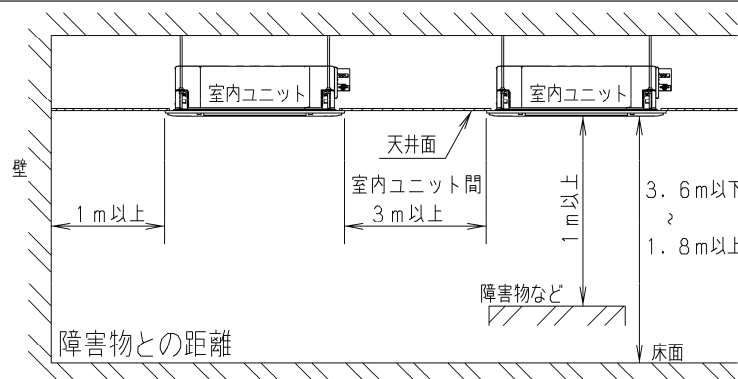 室内ユニット
室内ユニット
天井面
壁
室内ユニット間
1m以上
3m以上
1m以上
3.6m以下
~
1.8m以上
障害物など
障害物との距離
床面